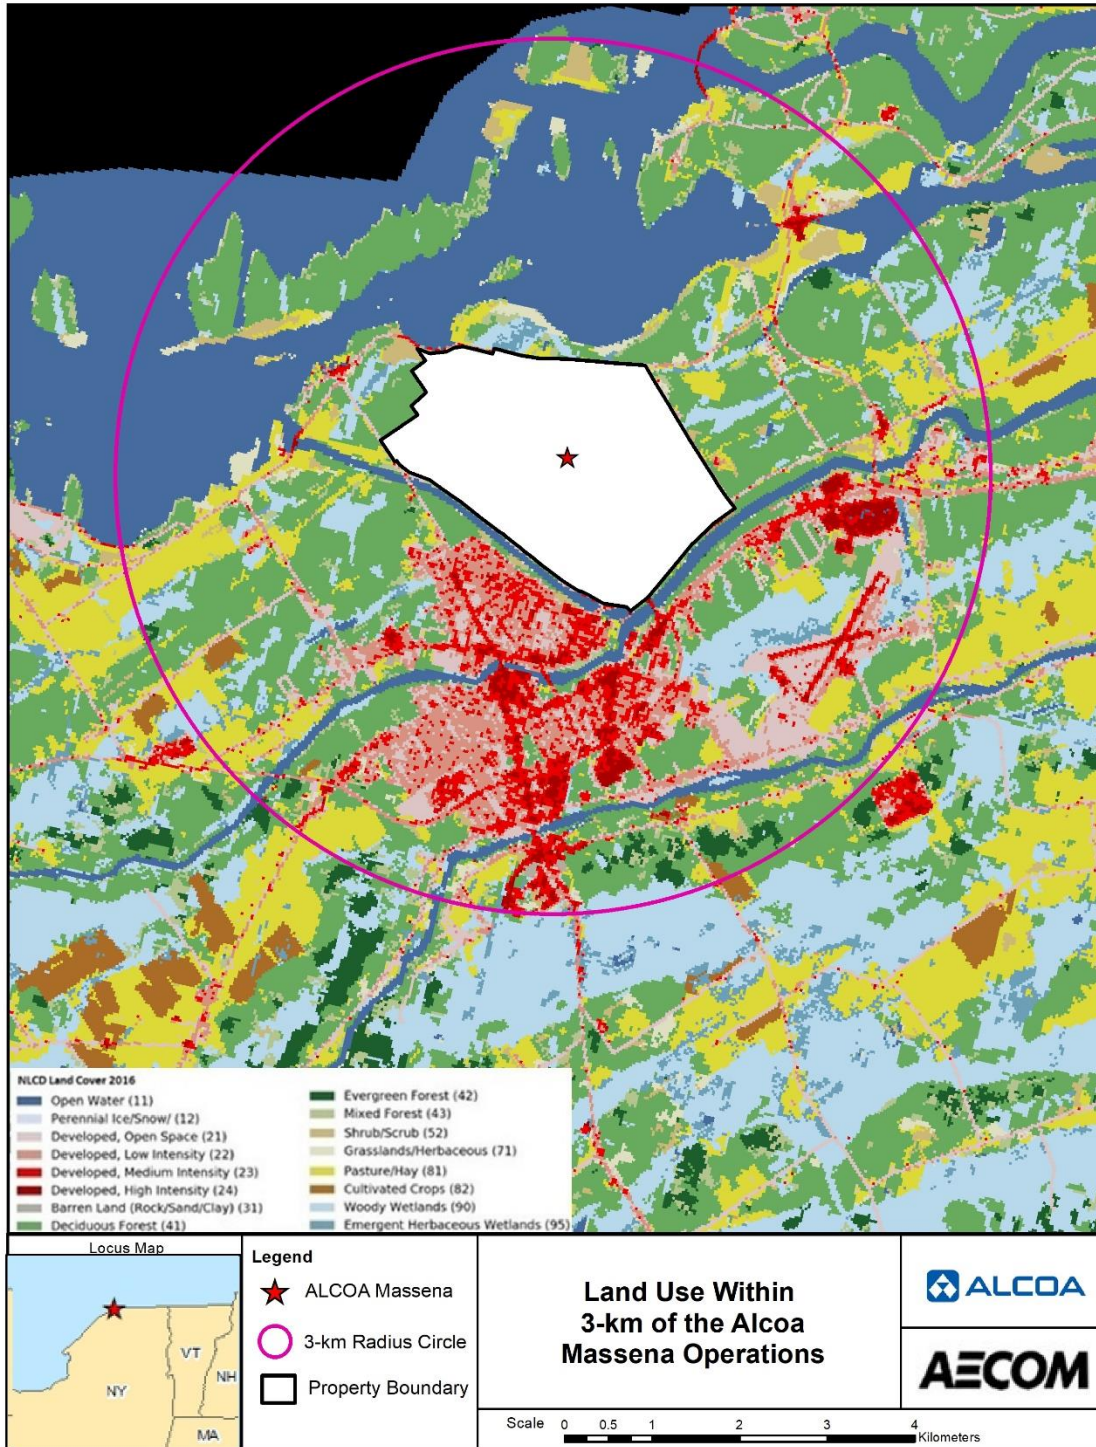 NLCD Land Cover 2016
Open Water (11)
Perennial Ice/Snow/ (12)
Developed, Open Space (21)
Developed, Low Intensity (22)
Developed, Medium Intensity (23)
Developed, High Intensity (24)
Barren Land (Rock/Sand/Clay) (31)
Deciduous Forest (41)
Evergreen Forest (42)
Mixed Forest (43)
Shrub/Scrub (52)
Grasslands/Herbaceous (71)
Pasture/Hay (81)
Cultivated Crops (82)
Woody Wetlands (90)
Emergent Herbaceous Wetlands (95)
Locus Map
VT
NH
NY
MA
Legend
ALCOA Massena
3-km Radius Circle
Property Boundary
Land Use Within
3-km of the Alcoa
Massena Operations
ALCOA
AECOM
Scale 0 0.5 1 2 3 4
Kilometers